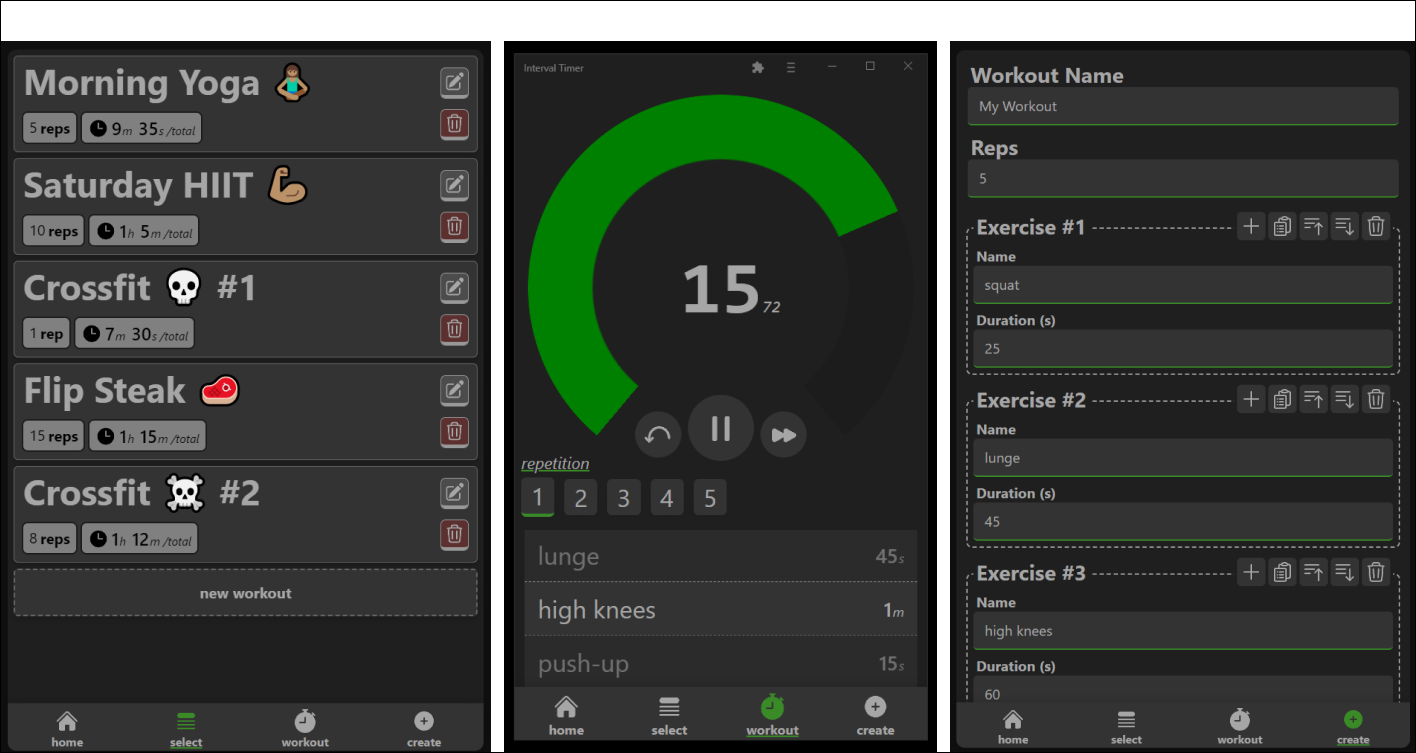 Morning Yoga
5 reps 9m 35s /total
Saturday HIIT
10 reps 1h 5m /total
Crossfit #1
1 rep 7m 30s /total
Flip Steak
15 reps 1h 15m /total
Crossfit #2
8 reps 1h 12m /total
new workout
home select workout create
Interval Timer
15 72
repetition
1 2 3 4 5
lunge 45s
high knees 1m
push-up 15s
home select workout create
Workout Name
My Workout
Reps
5
Exercise #1
Name
squat
Duration (s)
25
Exercise #2
Name
lunge
Duration (s)
45
Exercise #3
Name
high knees
Duration (s)
60
home select workout create